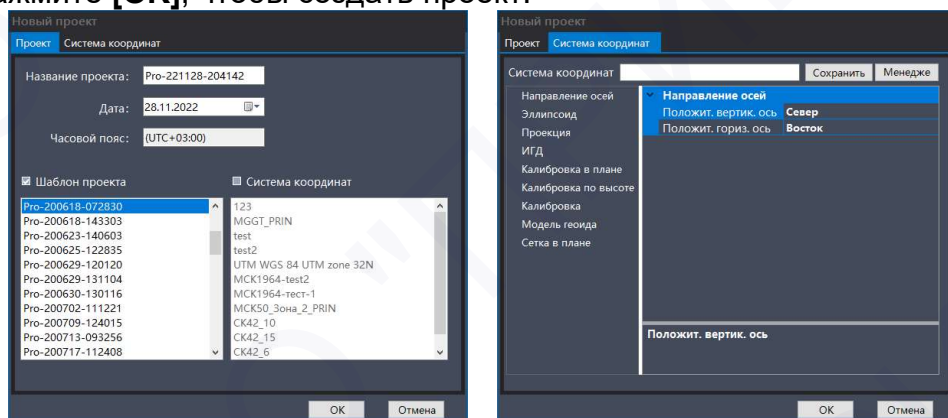 жмите [OK], чтобы создать проект.
Новый проект
Проект Система координат
Название проекта: Pro-221128-204142
Дата: 28.11.2022
Часовой пояс: (UTC+03:00)
Шаблон проекта
Pro-200618-072830
Pro-200618-143303
Pro-200623-140603
Pro-200625-122835
Pro-200629-120120
Pro-200629-131104
Pro-200630-130116
Pro-200702-111221
Pro-200709-124015
Pro-200713-093256
Pro-200717-112408
Система координат
123
MGGT_PRIN
test
test2
UTM WGS 84 UTM zone 32N
МСК1964-test2
МСК1964-тест-1
МСК50_Зона_2_PRIN
СК42_10
СК42_15
СК42_6
OK Отмена
Новый проект
Проект Система координат
Система координат Сохранить Менедже
Направление осей
Эллипсоид
Проекция
ИГД
Калибровка в плане
Калибровка по высоте
Калибровка
Модель геоида
Сетка в плане
Направление осей
Положит. вертик. ось Север
Положит. гориз. ось Восток
Положит. вертик. ось
OK Отмена